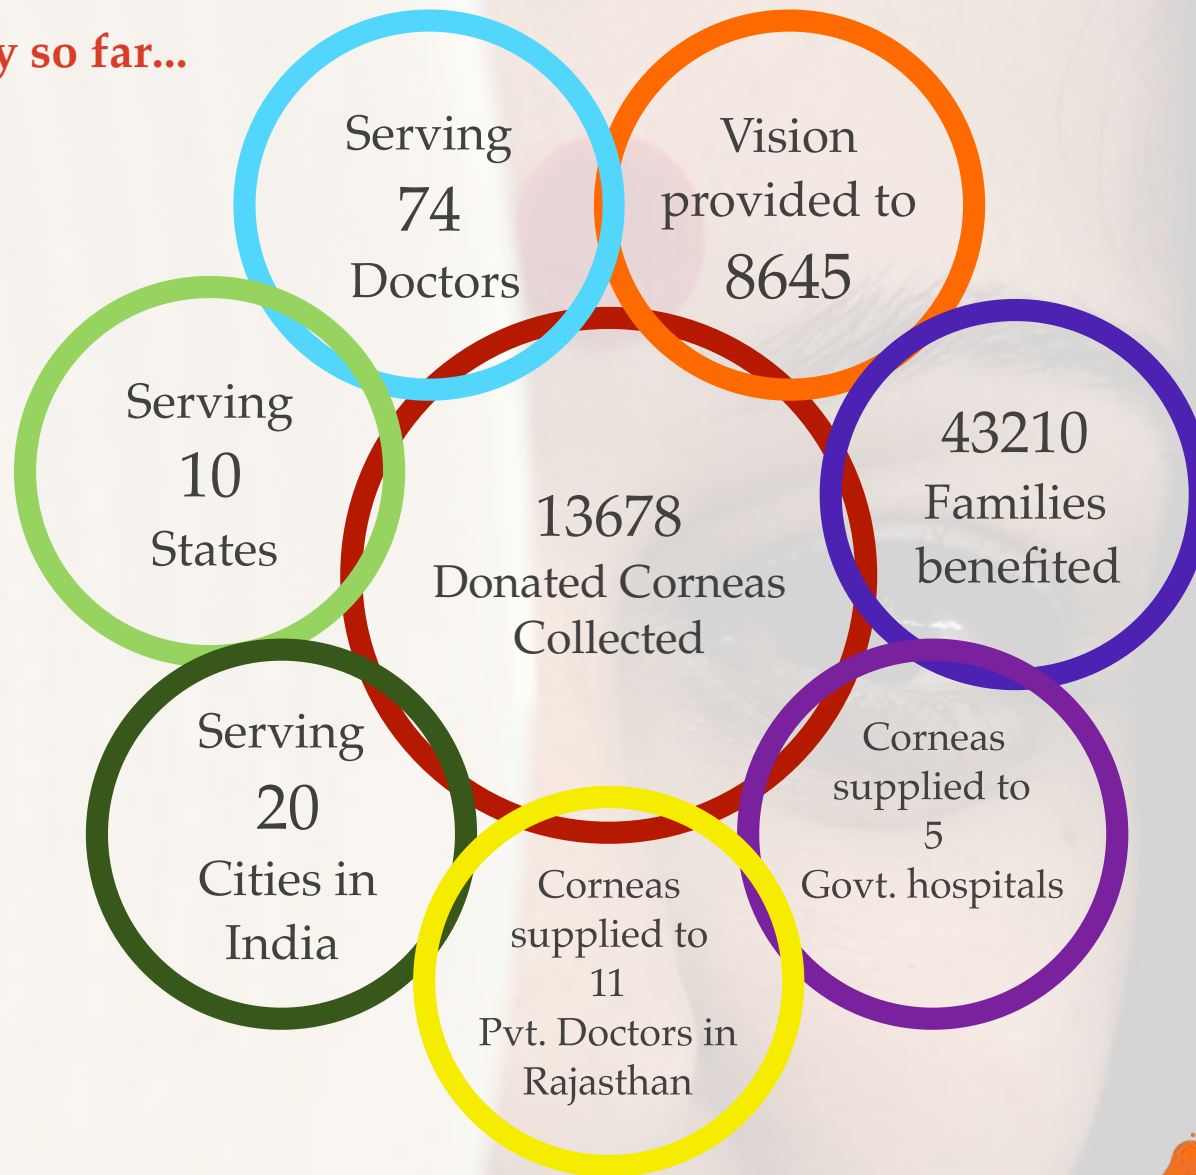 y so far...
Serving
74
Doctors
Vision
provided to
8645
Serving
10
States
43210
Families
benefited
13678
Donated Corneas
Collected
Serving
20
Cities in
India
Corneas
supplied to
5
Govt. hospitals
Corneas
supplied to
11
Pvt. Doctors in
Rajasthan